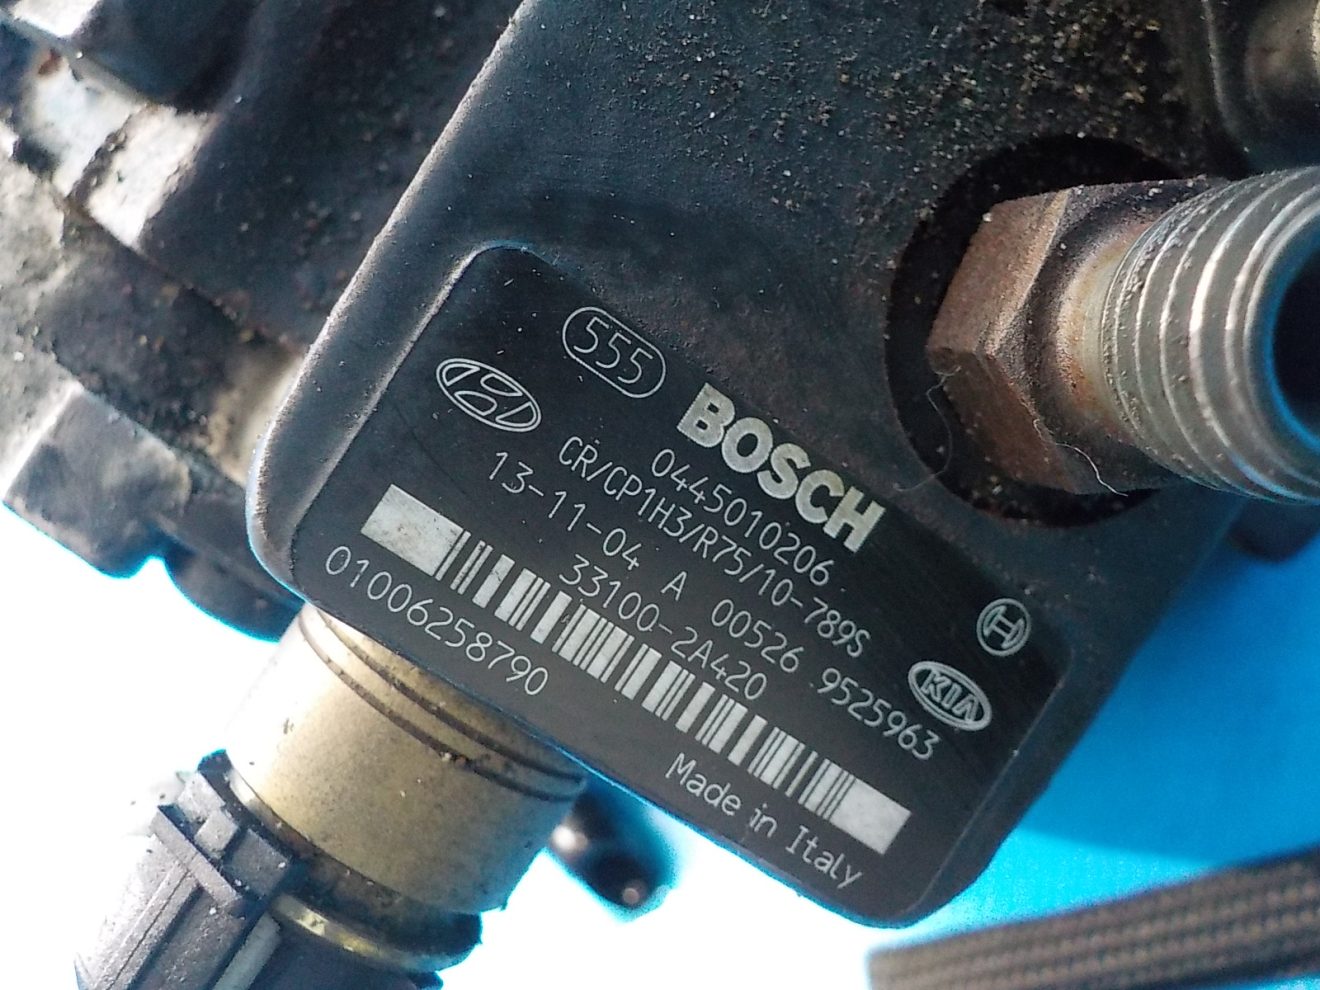 555
BOSCH
0445010206
CR/CP1H3/R75/10-789S
13-11-04 A 00526 9525963
33100-2A420
01006258790
KIA
Made in Italy